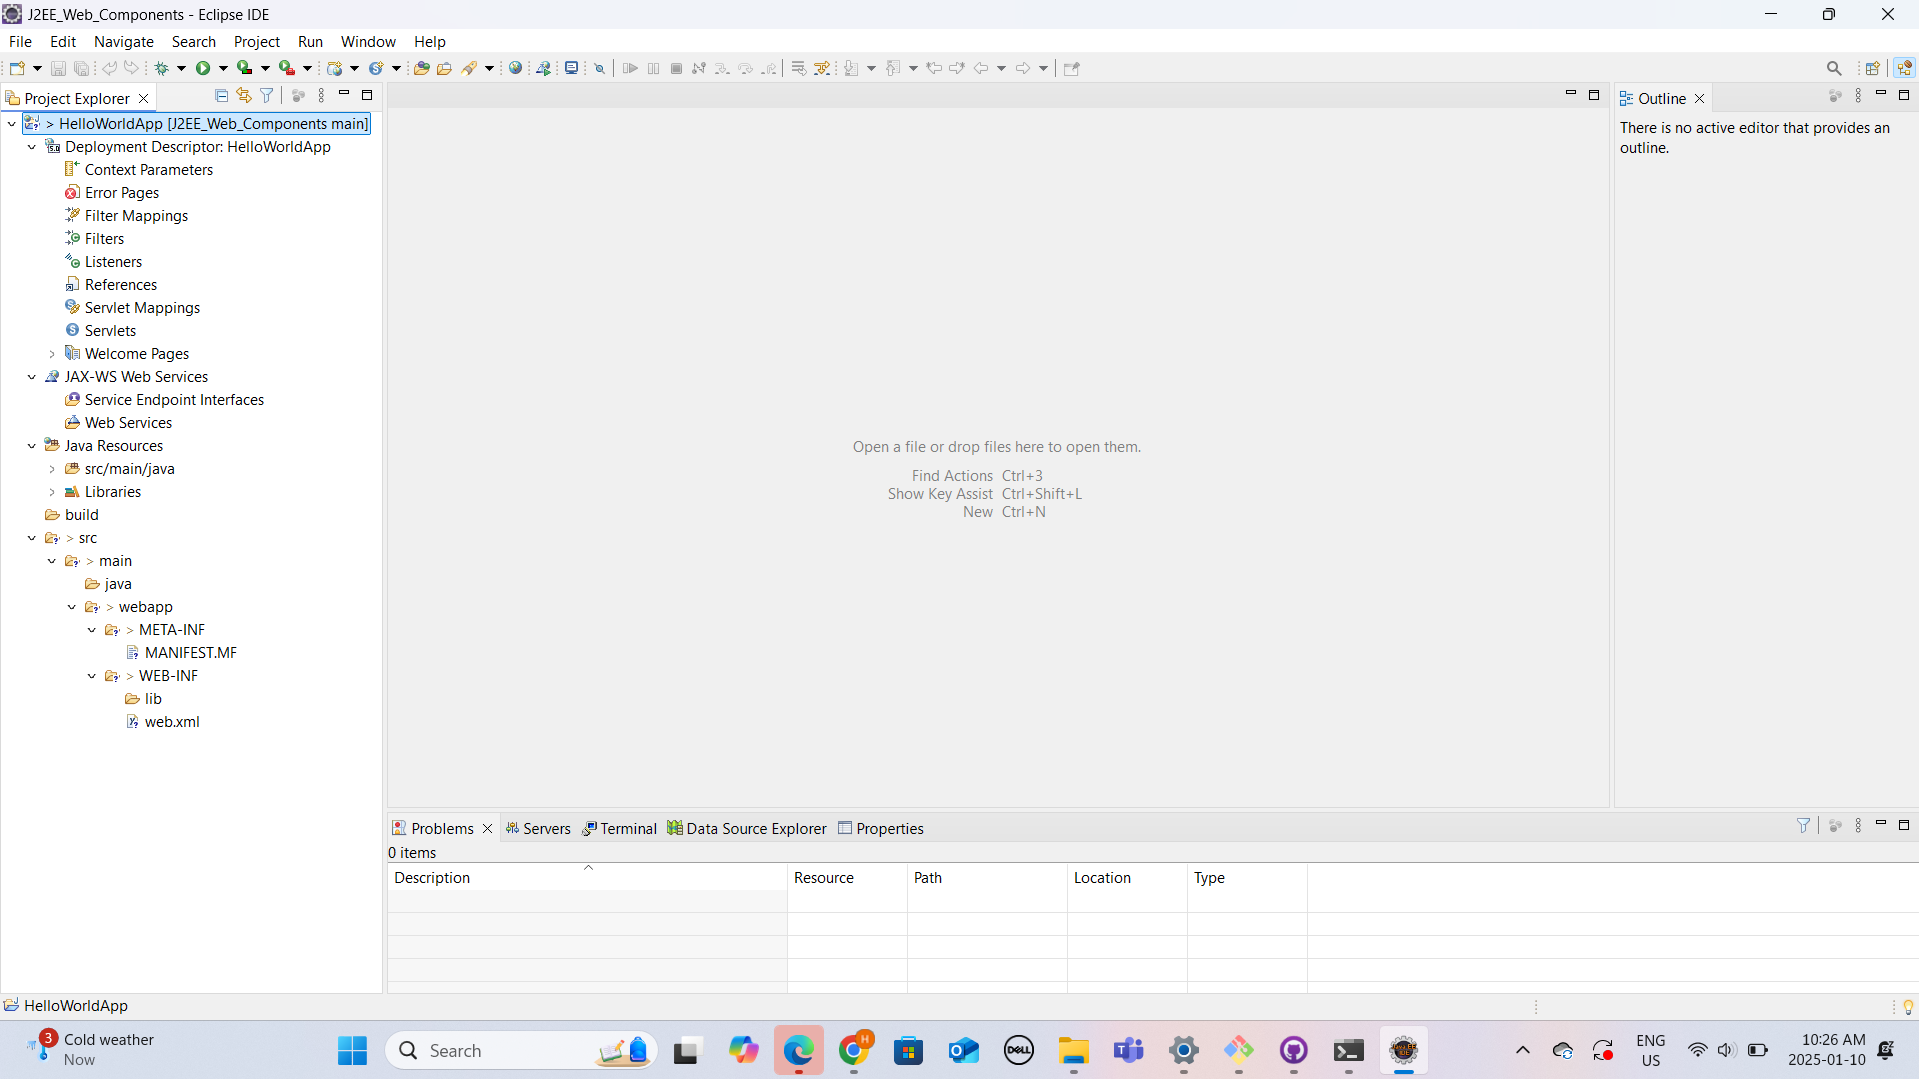 J2EE_Web_Components - Eclipse IDE
File Edit Navigate Search Project Run Window Help
Project Explorer
> HelloWorldApp [J2EE_Web_Components main]
Deployment Descriptor: HelloWorldApp
Context Parameters
Error Pages
Filter Mappings
Filters
Listeners
References
Servlet Mappings
Servlets
Welcome Pages
JAX-WS Web Services
Service Endpoint Interfaces
Web Services
Java Resources
src/main/java
Libraries
build
> src
> main
java
> webapp
> META-INF
MANIFEST.MF
> WEB-INF
lib
web.xml
Open a file or drop files here to open them.
Find Actions Ctrl+3
Show Key Assist Ctrl+Shift+L
New Ctrl+N
Outline
There is no active editor that provides an
outline.
Problems Servers Terminal Data Source Explorer Properties
0 items
Description Resource Path Location Type
HelloWorldApp
3
Cold weather
Now
Search
H
DELL
ENG
US
10:26 AM
2025-01-10